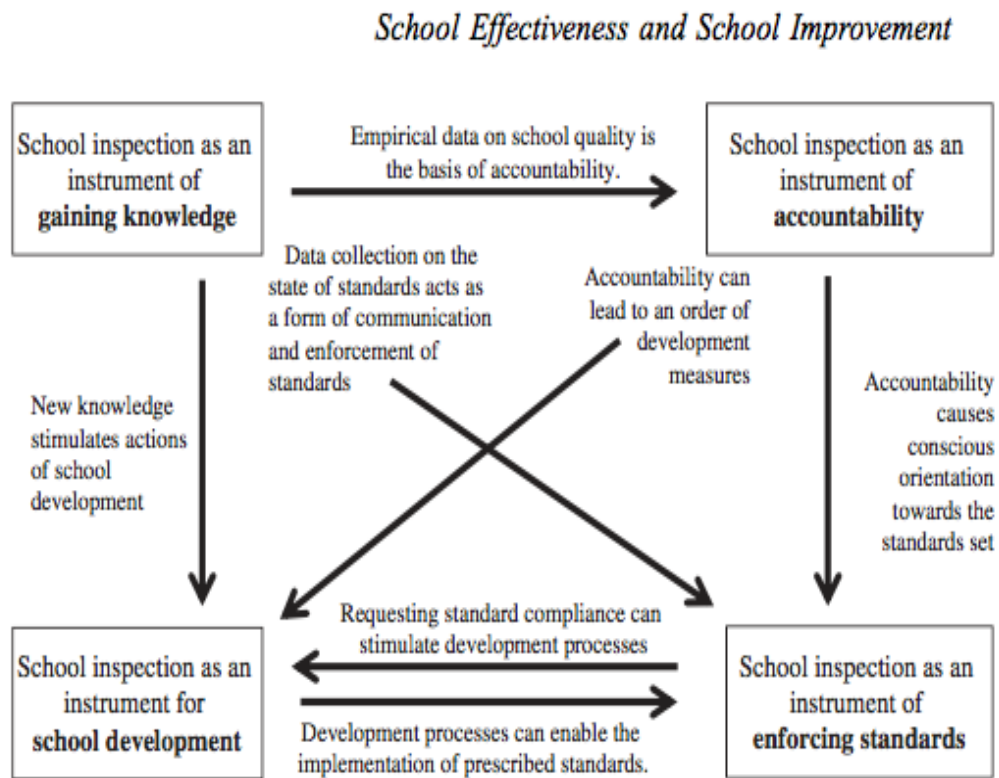 School Effectiveness and School Improvement
School inspection as an
instrument of
gaining knowledge
Empirical data on school quality is
the basis of accountability.
School inspection as an
instrument of
accountability
Data collection on the
state of standards acts as
a form of communication
and enforcement of
standards
Accountability can
lead to an order of
development
measures
New knowledge
stimulates actions
of school
development
Accountability
causes
conscious
orientation
towards the
standards set
School inspection as an
instrument for
school development
Requesting standard compliance can
stimulate development processes
Development processes can enable the
implementation of prescribed standards.
School inspection as an
instrument of
enforcing standards